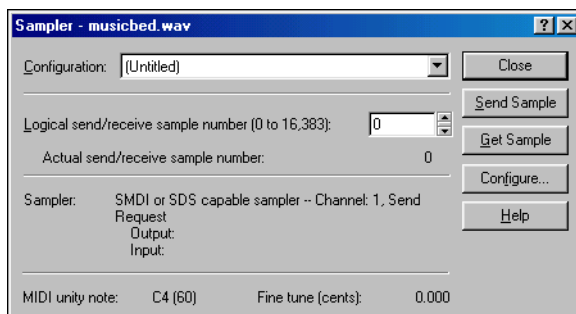 Sampler - musicbed.wav
Configuration: (Untitled)
Close
Send Sample
Logical send/receive sample number (0 to 16,383): 0
Get Sample
Actual send/receive sample number: 0
Configure...
Sampler: SMDI or SDS capable sampler -- Channel: 1, Send
Request
Output:
Input:
Help
MIDI unity note: C4 (60) Fine tune (cents): 0.000